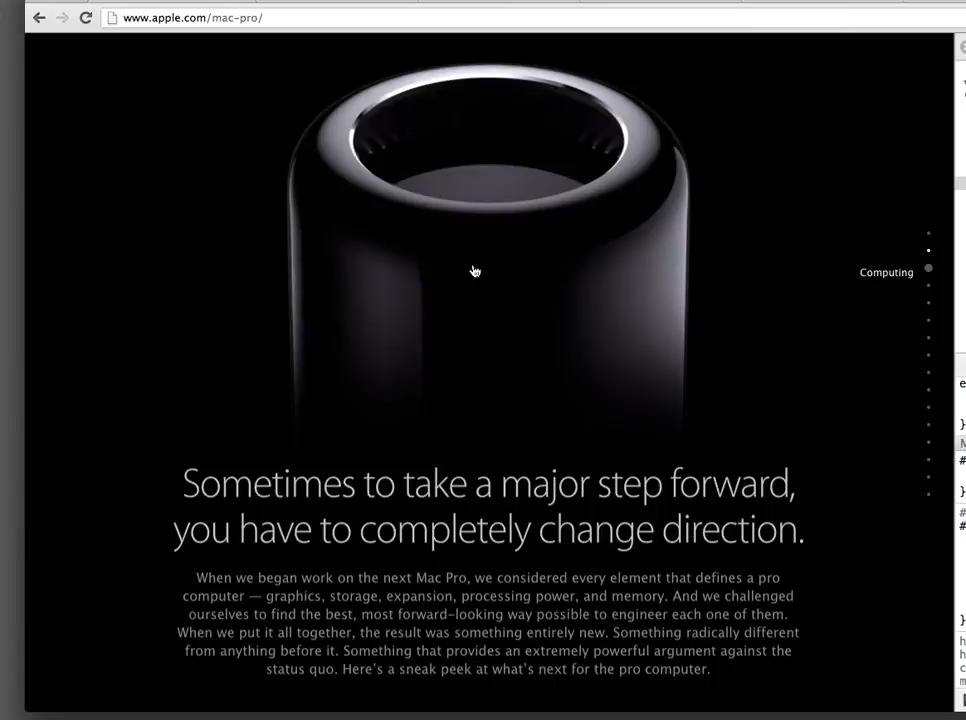 www.apple.com/mac-pro/
Computing
Sometimes to take a major step forward,
you have to completely change direction.
When we began work on the next Mac Pro, we considered every element that defines a pro
computer — graphics, storage, expansion, processing power, and memory. And we challenged
ourselves to find the best, most forward-looking way possible to engineer each one of them.
When we put it all together, the result was something entirely new. Something radically different
from anything before it. Something that provides an extremely powerful argument against the
status quo. Here's a sneak peek at what's next for the pro computer.